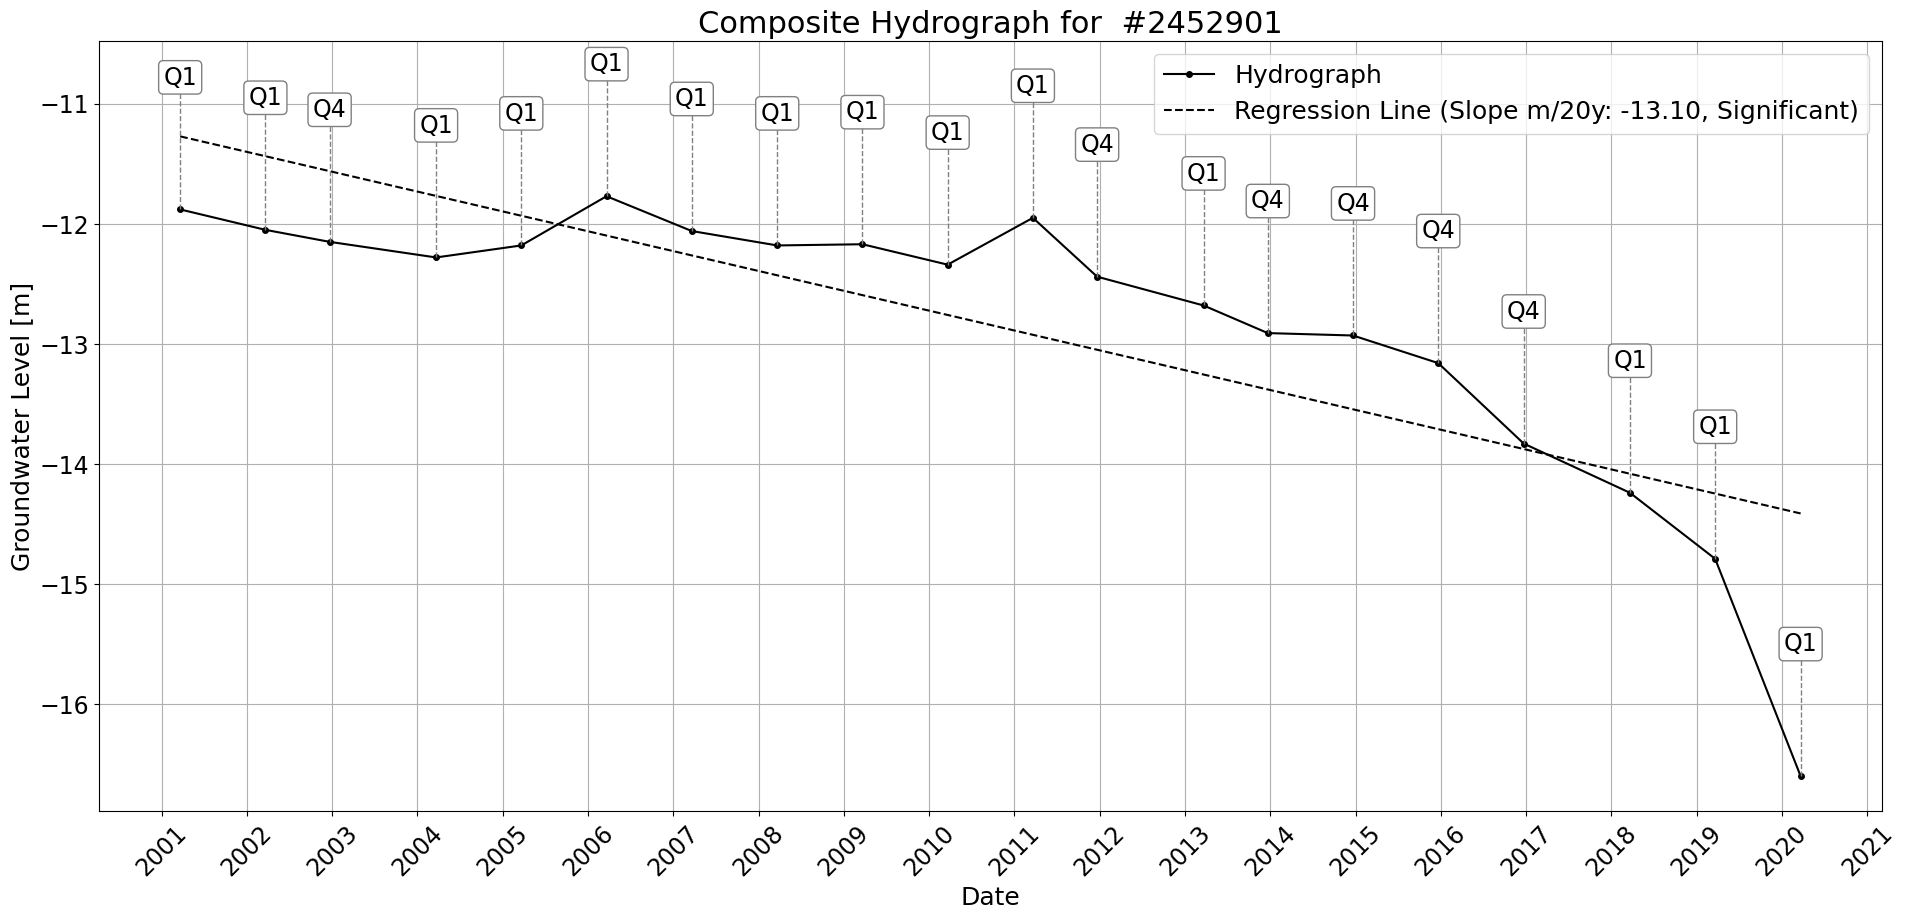 Composite Hydrograph for  #2452901
Hydrograph
Regression Line (Slope m/20y: -13.10, Significant)
Q1
Q1
Q4
Q1
Q1
Q1
Q1
Q1
Q1
Q1
Q1
Q4
Q1
Q4
Q4
Q4
Q4
Q1
Q1
Q1
Groundwater Level [m]
−11
−12
−13
−14
−15
−16
2001
2002
2003
2004
2005
2006
2007
2008
2009
2010
2011
2012
2013
2014
2015
2016
2017
2018
2019
2020
2021
Date